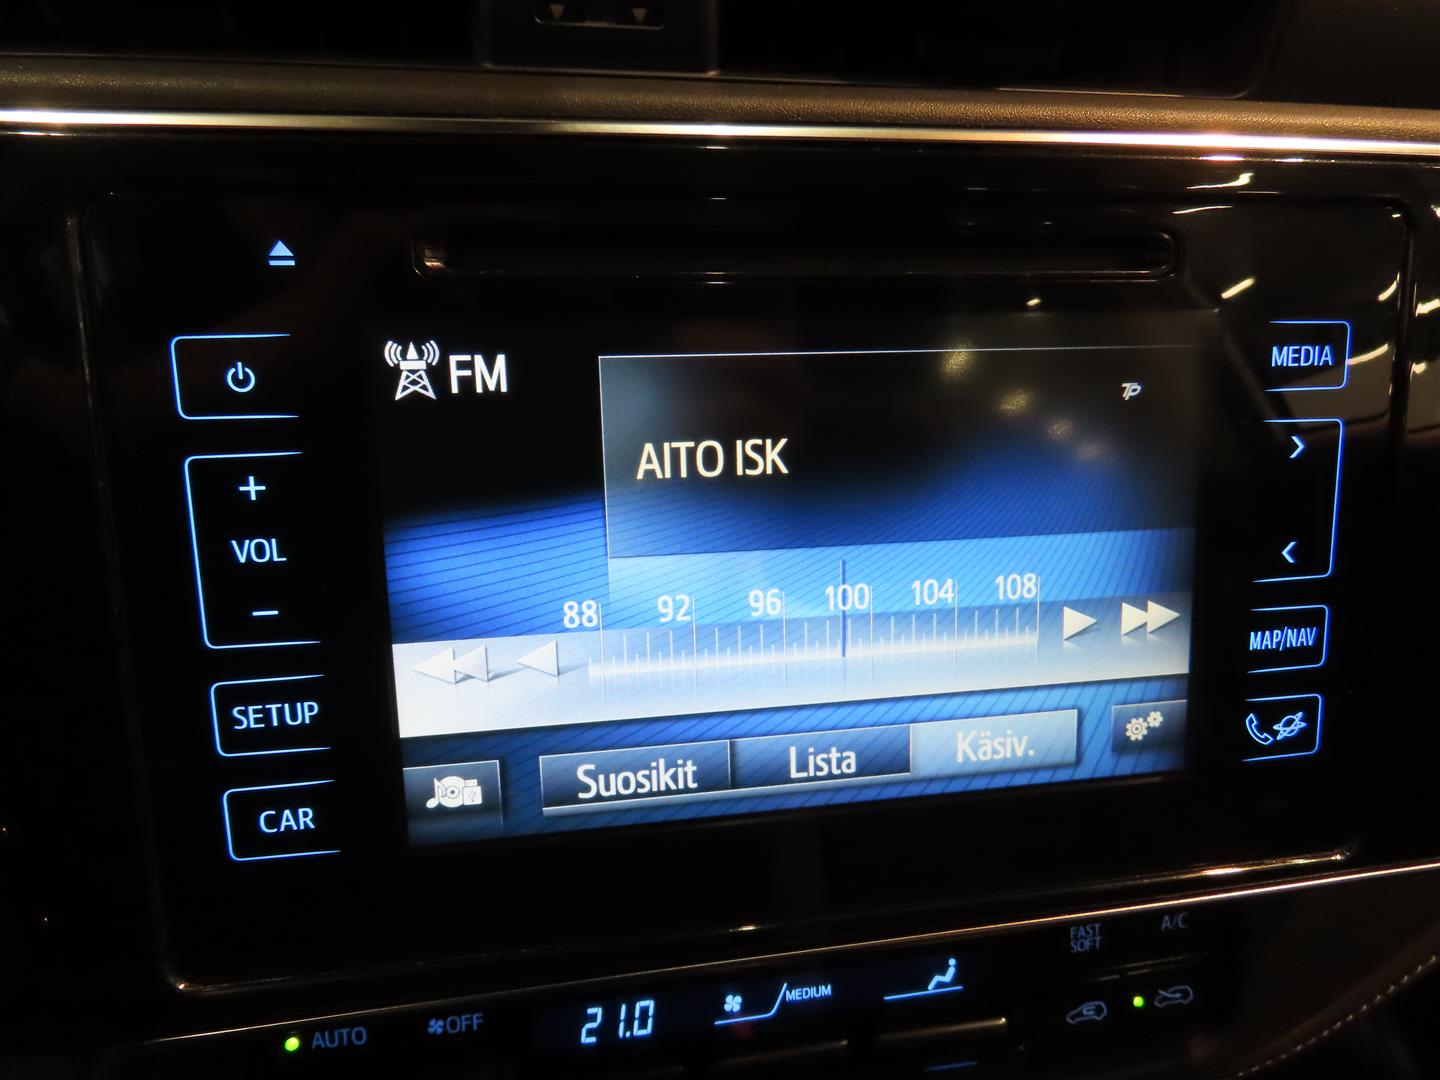 FM
TP
AITO ISK
MEDIA
+
VOL
−
88 92 96 100 104 108
MAP/NAV
SETUP
Suosikit Lista Käsiv.
CAR
FAST
SOFT
A/C
AUTO
OFF
21.0
MEDIUM